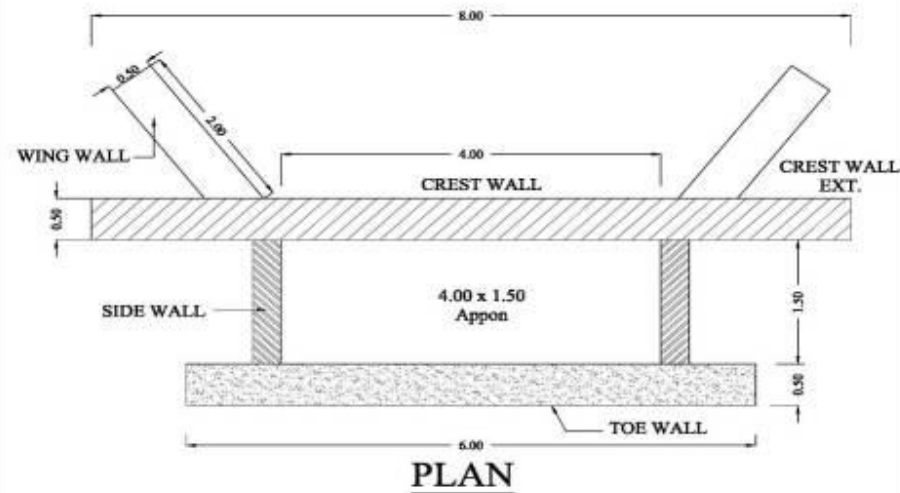 8.00
0.50
2.00
WING WALL
4.00
CREST WALL
CREST WALL
EXT.
0.50
4.00 x 1.50
Appon
SIDE WALL
1.50
0.50
TOE WALL
6.00
PLAN